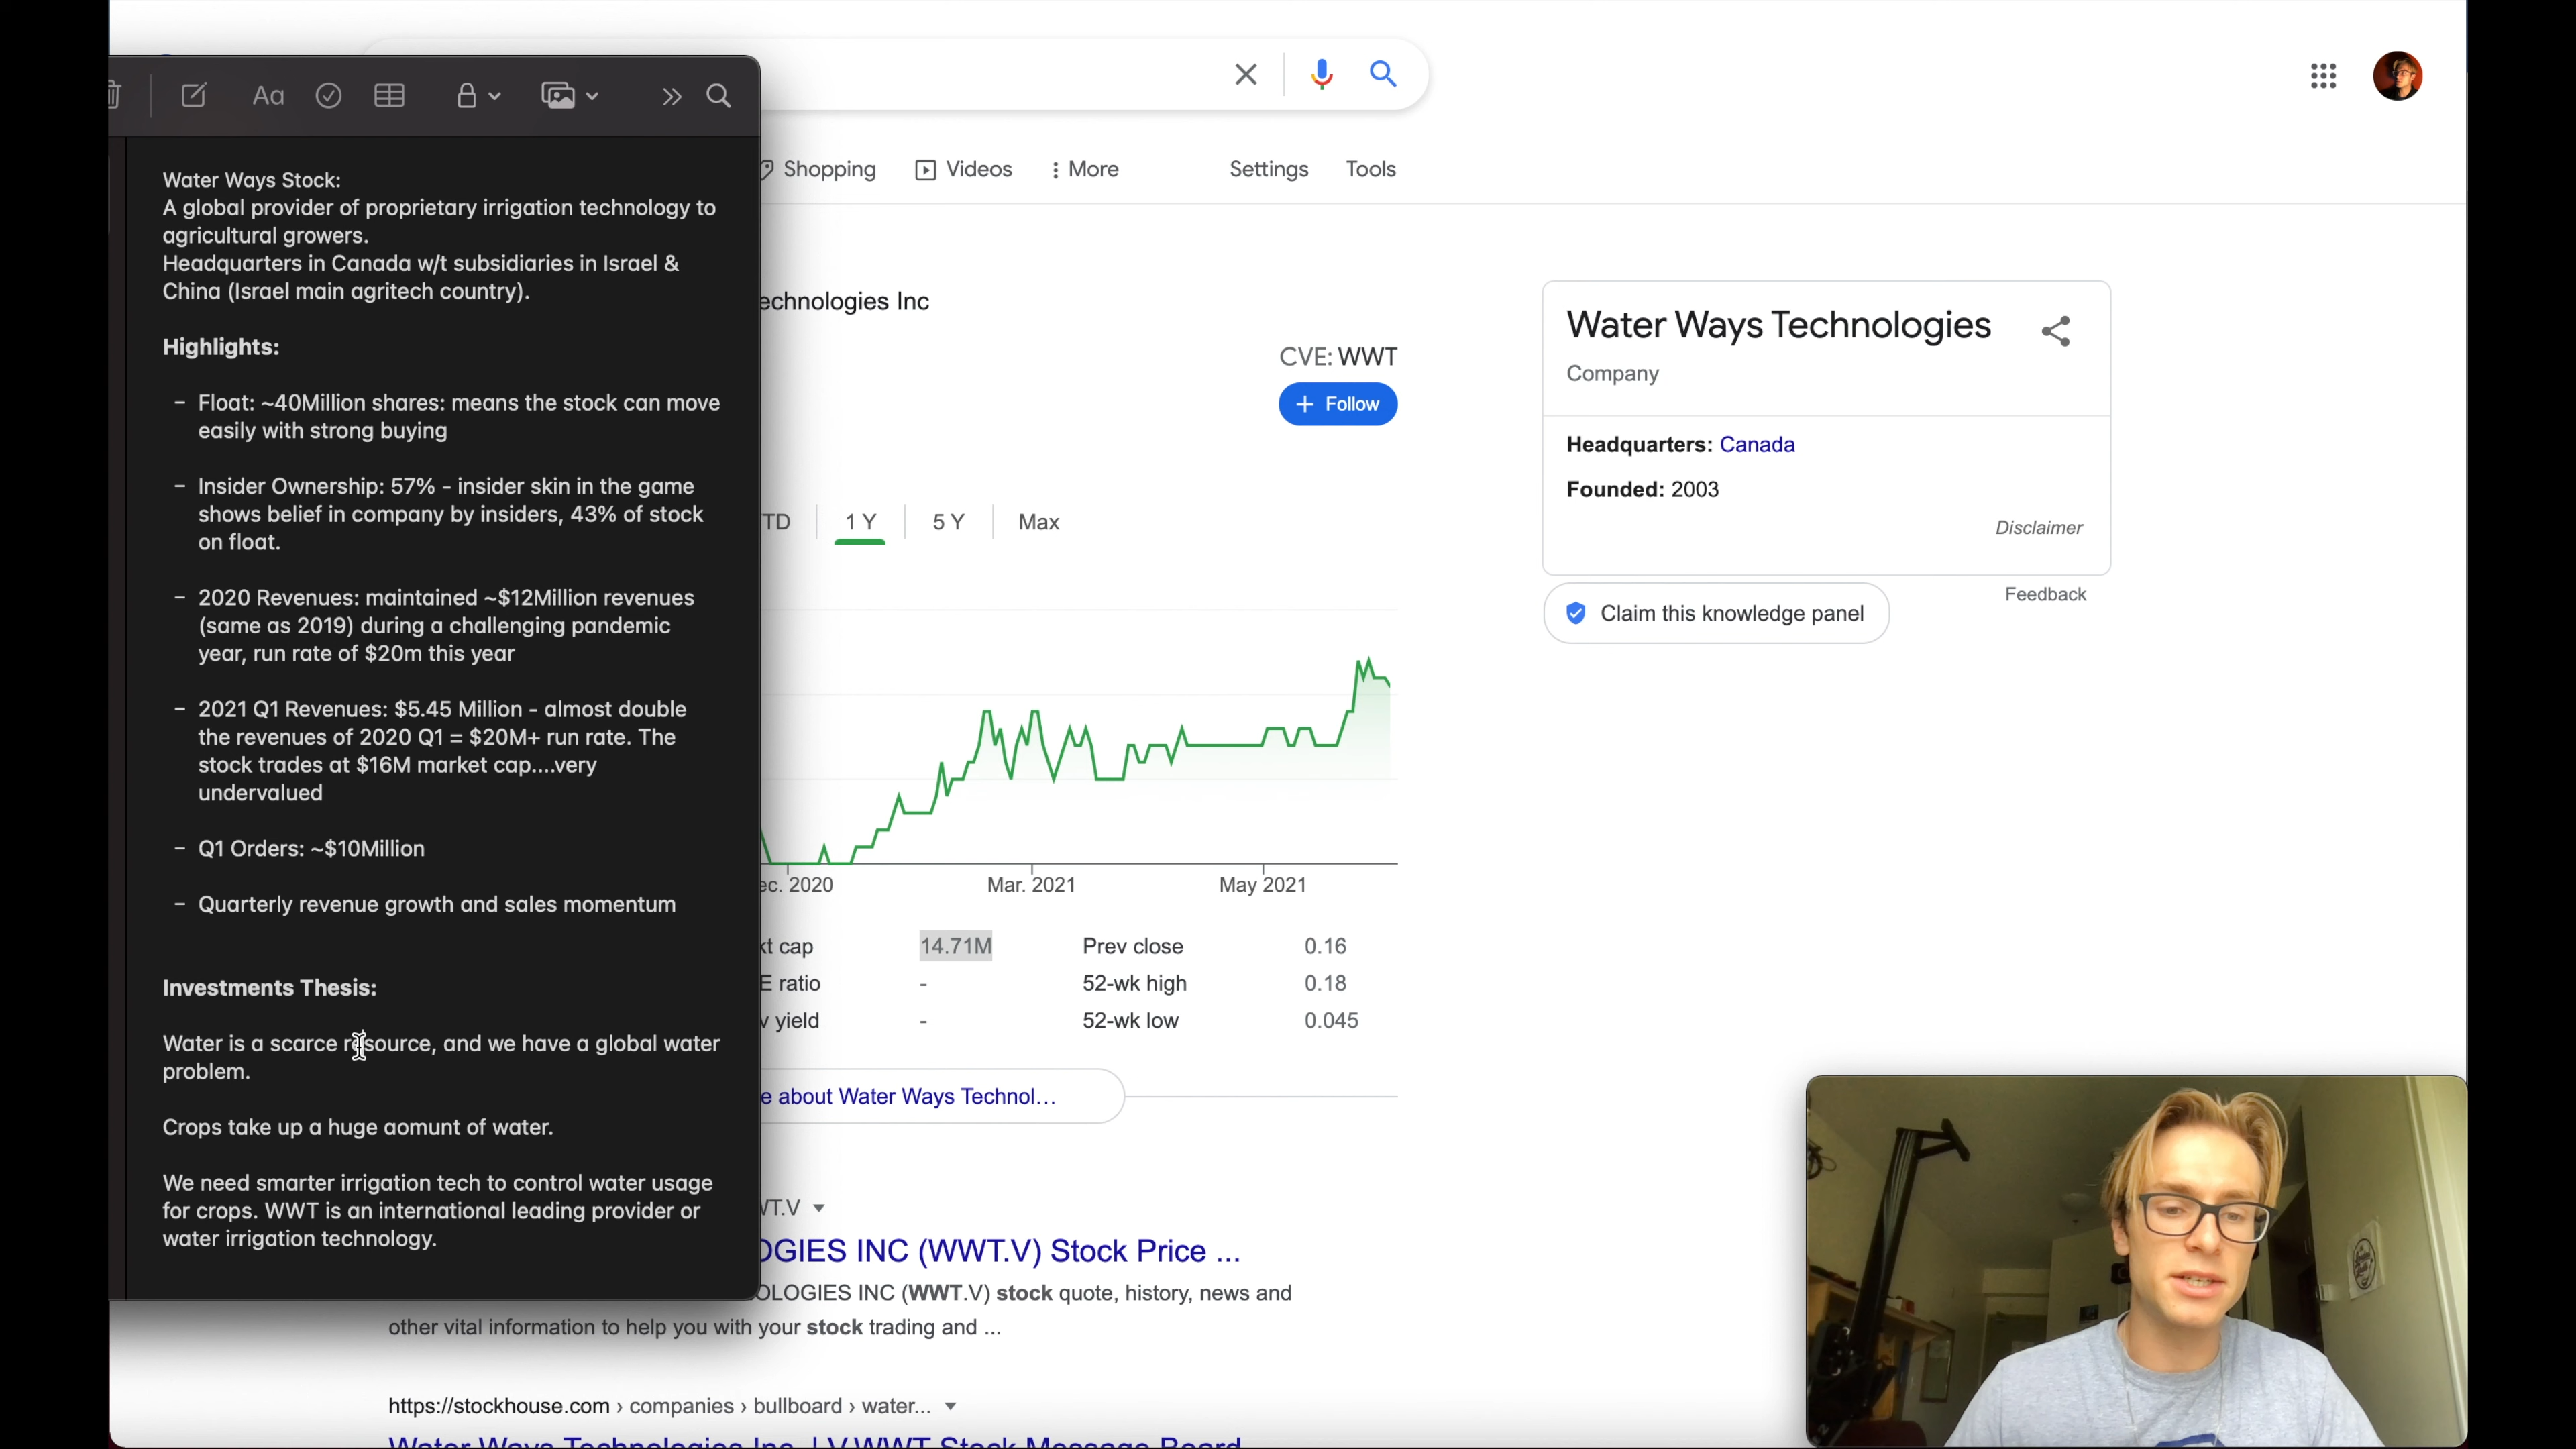 Aa
Water Ways Stock:
A global provider of proprietary irrigation technology to
agricultural growers.
Headquarters in Canada w/t subsidiaries in Israel &
China (Israel main agritech country).
Highlights:
- Float: ~40Million shares: means the stock can move
easily with strong buying
- Insider Ownership: 57% - insider skin in the game
shows belief in company by insiders, 43% of stock
on float.
- 2020 Revenues: maintained ~$12Million revenues
(same as 2019) during a challenging pandemic
year, run rate of $20m this year
- 2021 Q1 Revenues: $5.45 Million - almost double
the revenues of 2020 Q1 = $20M+ run rate. The
stock trades at $16M market cap....very
undervalued
- Q1 Orders: ~$10Million
- Quarterly revenue growth and sales momentum
Investments Thesis:
Water is a scarce resource, and we have a global water
problem.
Crops take up a huge aomunt of water.
We need smarter irrigation tech to control water usage
for crops. WWT is an international leading provider or
water irrigation technology.
Shopping Videos More Settings Tools
echnologies Inc
CVE: WWT
+ Follow
TD 1 Y 5 Y Max
ec. 2020 Mar. 2021 May 2021
kt cap 14.71M Prev close 0.16
E ratio - 52-wk high 0.18
v yield - 52-wk low 0.045
e about Water Ways Technol...
WT.V
OGIES INC (WWT.V) Stock Price ...
OLOGIES INC (WWT.V) stock quote, history, news and
other vital information to help you with your stock trading and ...
https://stockhouse.com › companies › bullboard › water...
Water Ways Technologies Inc. | V.WWT Stock Message Board
Water Ways Technologies
Company
Headquarters: Canada
Founded: 2003
Disclaimer
Claim this knowledge panel
Feedback